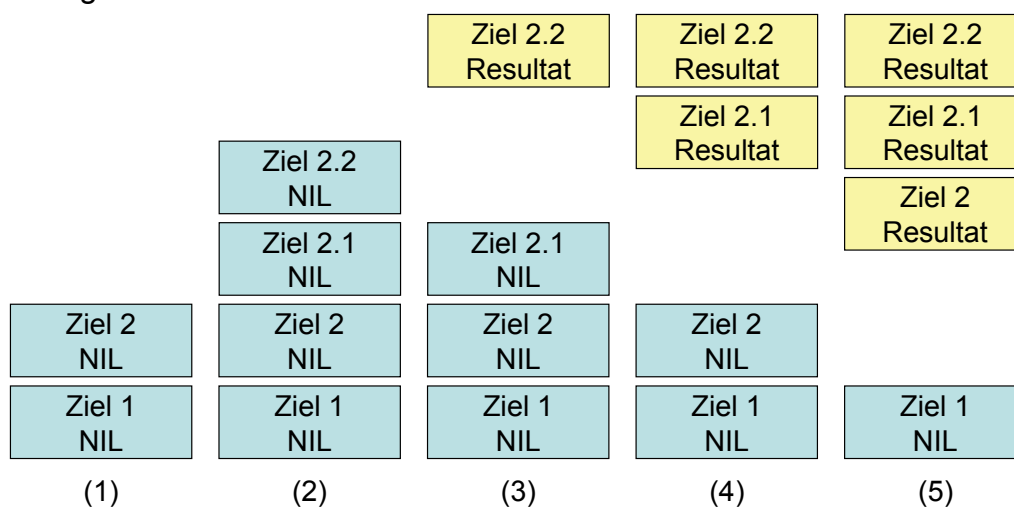 Ziel 2.2
Resultat
Ziel 2.2
Resultat
Ziel 2.2
Resultat
Ziel 2.1
Resultat
Ziel 2.1
Resultat
Ziel 2.2
NIL
Ziel 2
Resultat
Ziel 2.1
NIL
Ziel 2.1
NIL
Ziel 2
NIL
Ziel 2
NIL
Ziel 2
NIL
Ziel 2
NIL
Ziel 1
NIL
Ziel 1
NIL
Ziel 1
NIL
Ziel 1
NIL
Ziel 1
NIL
(1)
(2)
(3)
(4)
(5)